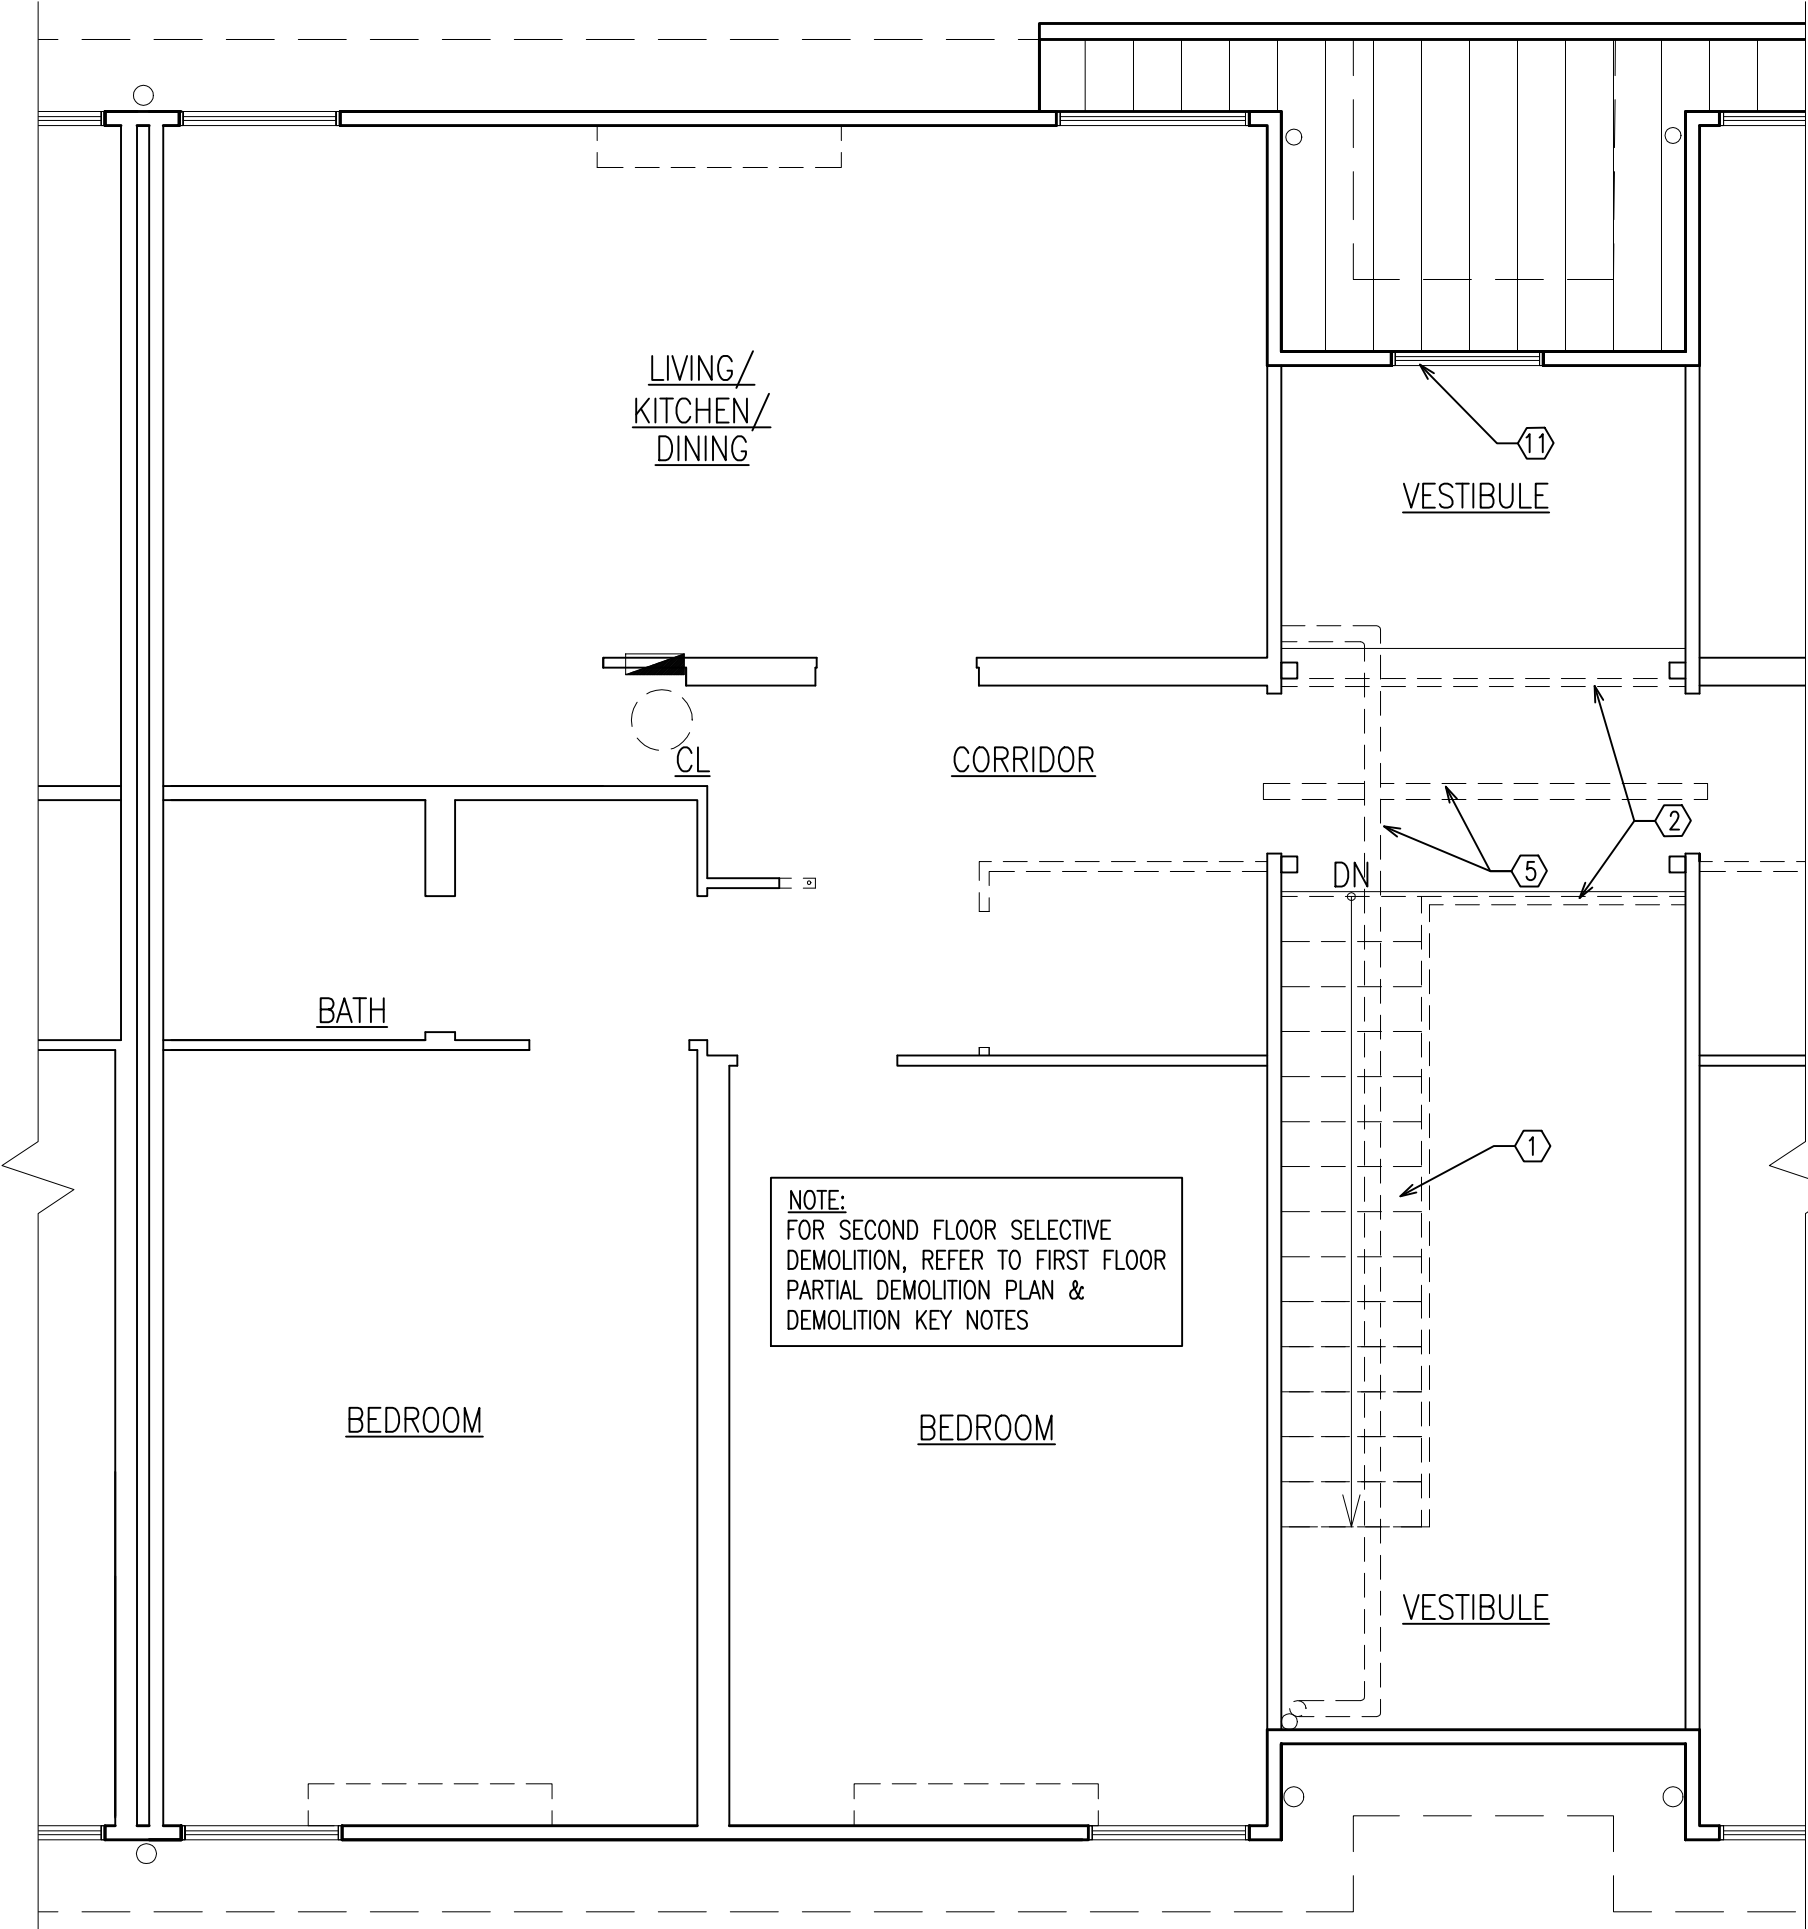 LIVING/
KITCHEN/
DINING
11
VESTIBULE
CL
CORRIDOR
2
5
DN
BATH
1
NOTE:
FOR SECOND FLOOR SELECTIVE
DEMOLITION, REFER TO FIRST FLOOR
PARTIAL DEMOLITION PLAN &
DEMOLITION KEY NOTES
BEDROOM
BEDROOM
VESTIBULE